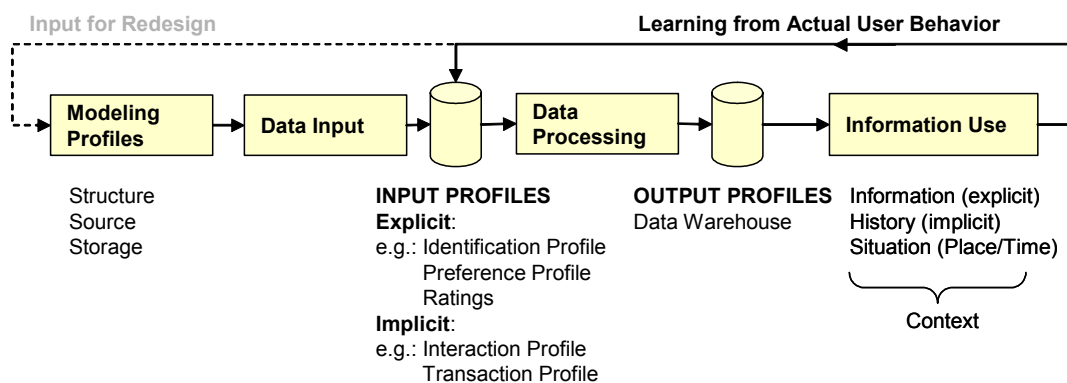 Input for Redesign
Learning from Actual User Behavior
Modeling
Profiles
Data Input
Data
Processing
Information Use
Structure
Source
Storage
INPUT PROFILES
Explicit:
e.g.: Identification Profile
Preference Profile
Ratings
Implicit:
e.g.: Interaction Profile
Transaction Profile
OUTPUT PROFILES
Data Warehouse
Information (explicit)
History (implicit)
Situation (Place/Time)
Context